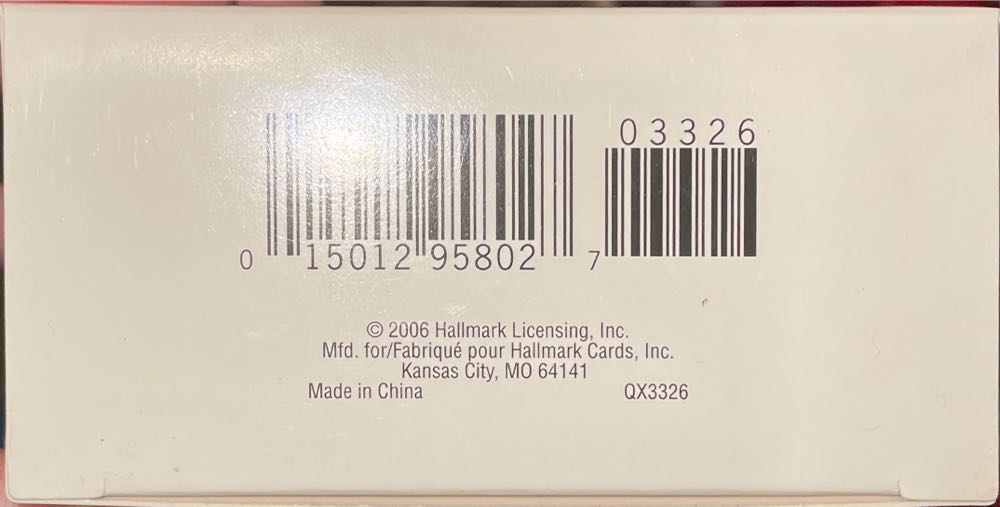 03326
0 15012 95802 7
© 2006 Hallmark Licensing, Inc.
Mfd. for/Fabriqué pour Hallmark Cards, Inc.
Kansas City, MO 64141
Made in China QX3326